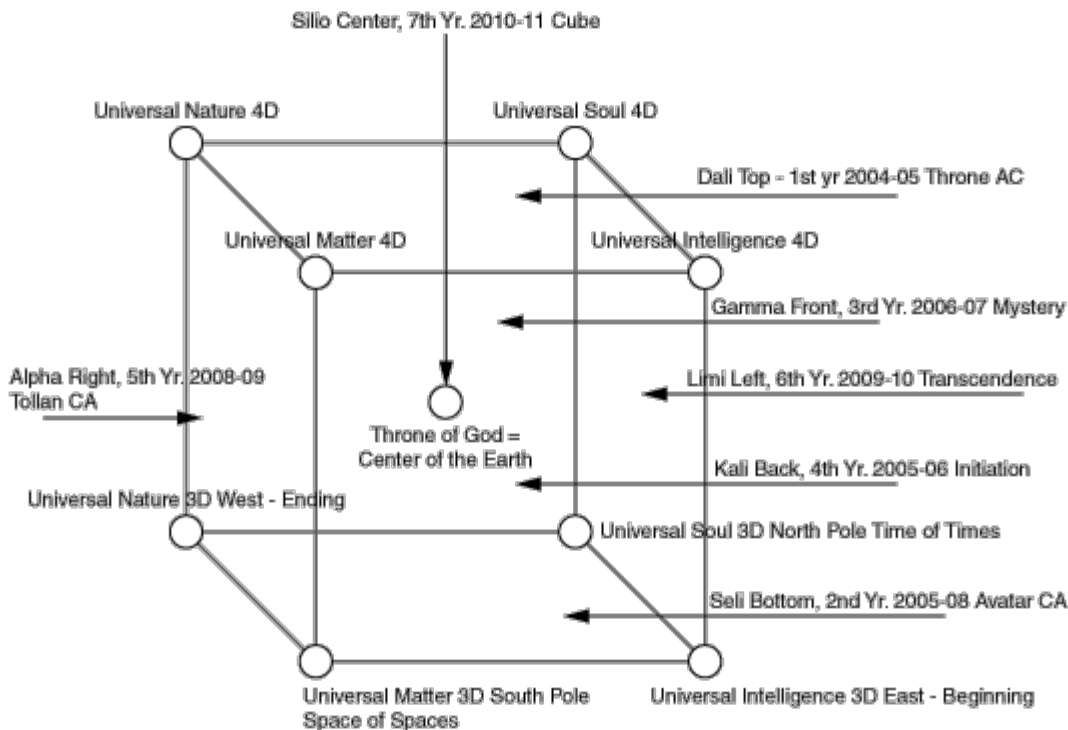 Silio Center, 7th Yr. 2010-11 Cube
Universal Nature 4D
Universal Soul 4D
Dali Top - 1st yr 2004-05 Throne AC
Universal Matter 4D
Universal Intelligence 4D
Gamma Front, 3rd Yr. 2006-07 Mystery
Alpha Right, 5th Yr. 2008-09
Tollan CA
Limi Left, 6th Yr. 2009-10 Transcendence
Throne of God =
Center of the Earth
Kali Back, 4th Yr. 2005-06 Initiation
Universal Nature 3D West - Ending
Universal Soul 3D North Pole Time of Times
Seli Bottom, 2nd Yr. 2005-08 Avatar CA
Universal Matter 3D South Pole
Space of Spaces
Universal Intelligence 3D East - Beginning